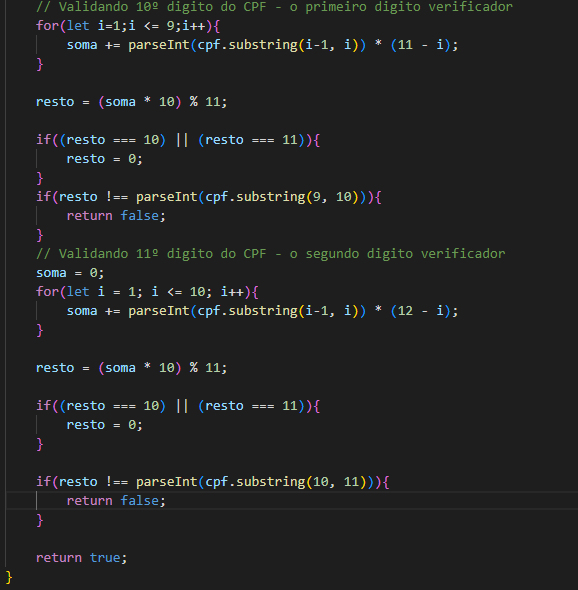 // Validando 10º digito do CPF - o primeiro digito verificador
for(let i=1;i <= 9;i++){
soma += parseInt(cpf.substring(i-1, i)) * (11 - i);
}
resto = (soma * 10) % 11;
if((resto === 10) || (resto === 11)){
resto = 0;
}
if(resto !== parseInt(cpf.substring(9, 10))){
return false;
}
// Validando 11º digito do CPF - o segundo digito verificador
soma = 0;
for(let i = 1; i <= 10; i++){
soma += parseInt(cpf.substring(i-1, i)) * (12 - i);
}
resto = (soma * 10) % 11;
if((resto === 10) || (resto === 11)){
resto = 0;
}
if(resto !== parseInt(cpf.substring(10, 11))){
return false;
}
return true;
}